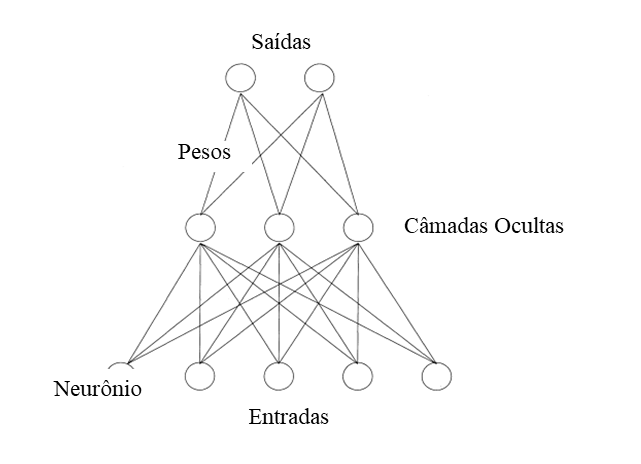 Saídas
Pesos
Câmadas Ocultas
Neurônio
Entradas